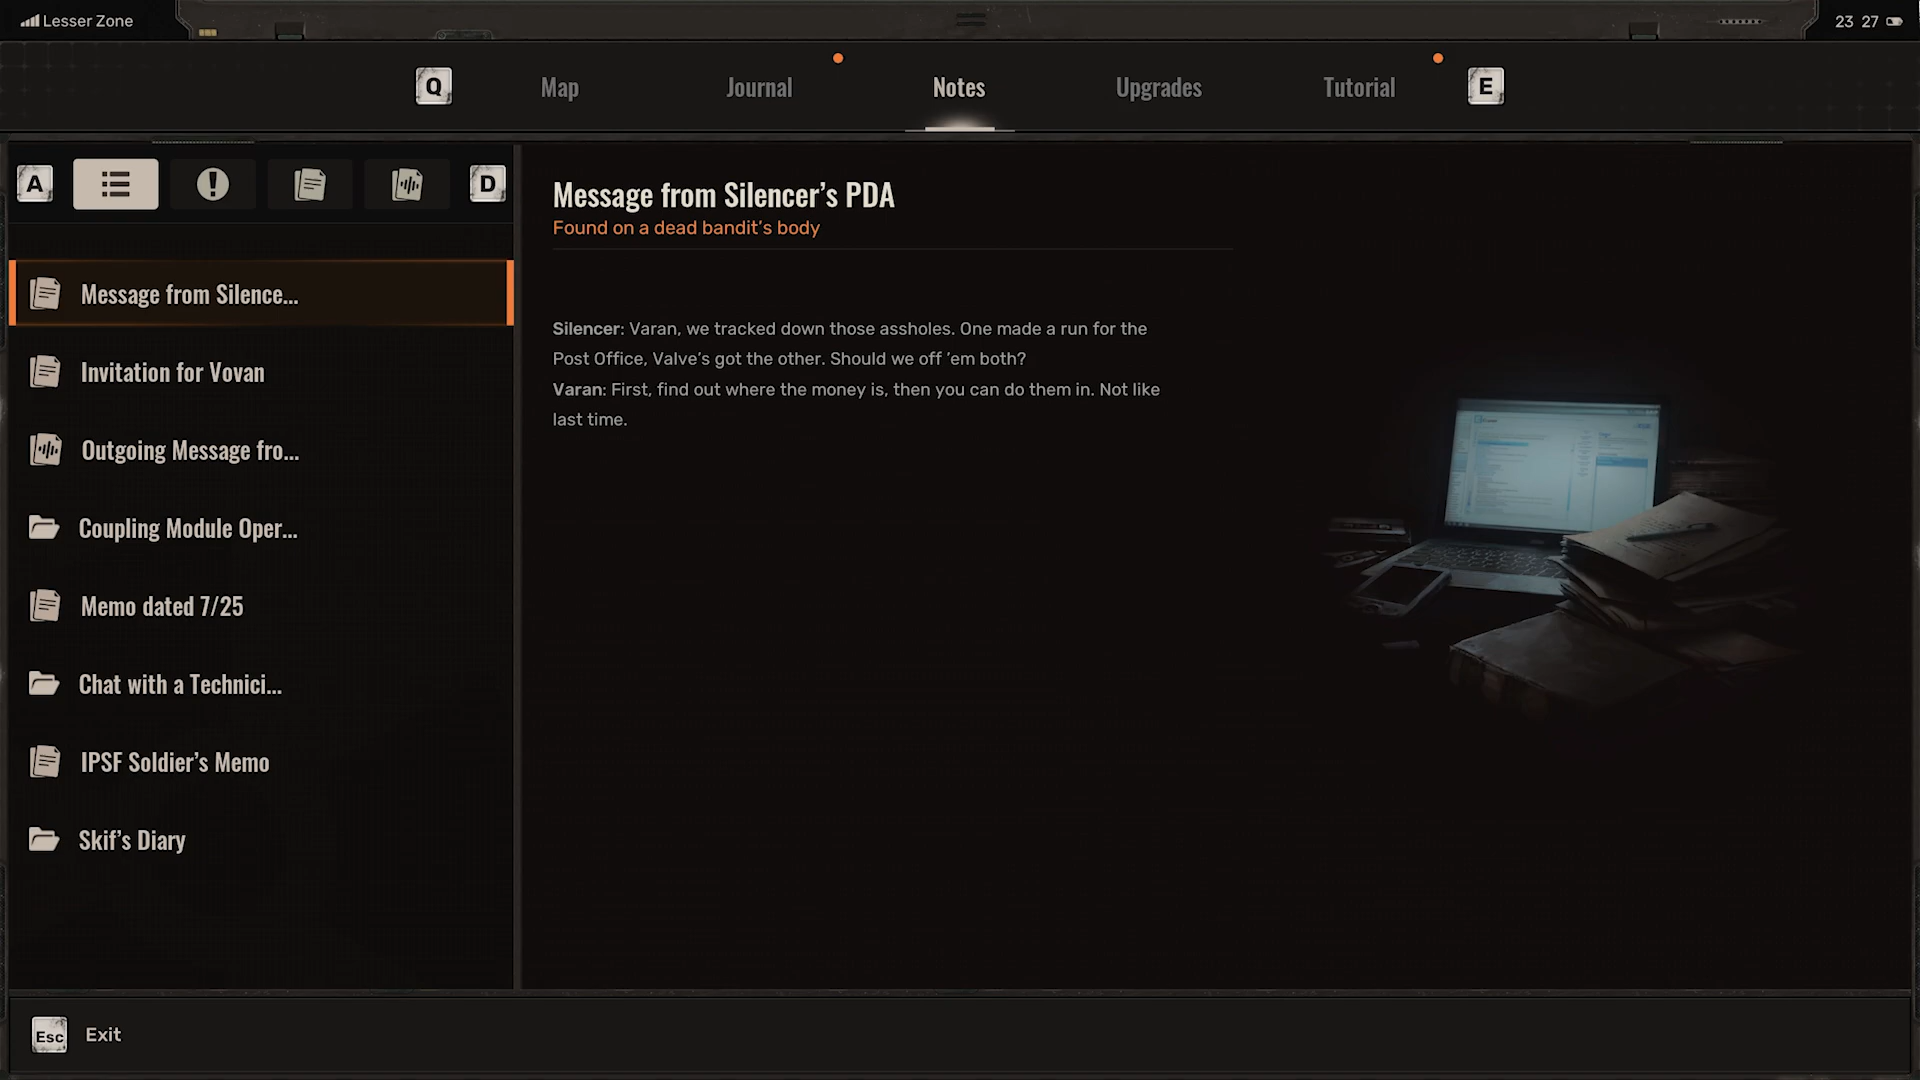 Lesser Zone
23 27
Q
Map
Journal
Notes
Upgrades
Tutorial
E
A
D
Message from Silence...
Invitation for Vovan
Outgoing Message fro...
Coupling Module Oper...
Memo dated 7/25
Chat with a Technici...
IPSF Soldier’s Memo
Skif’s Diary
Message from Silencer’s PDA
Found on a dead bandit’s body
Silencer: Varan, we tracked down those assholes. One made a run for the
Post Office, Valve’s got the other. Should we off ’em both?
Varan: First, find out where the money is, then you can do them in. Not like
last time.
Esc
Exit